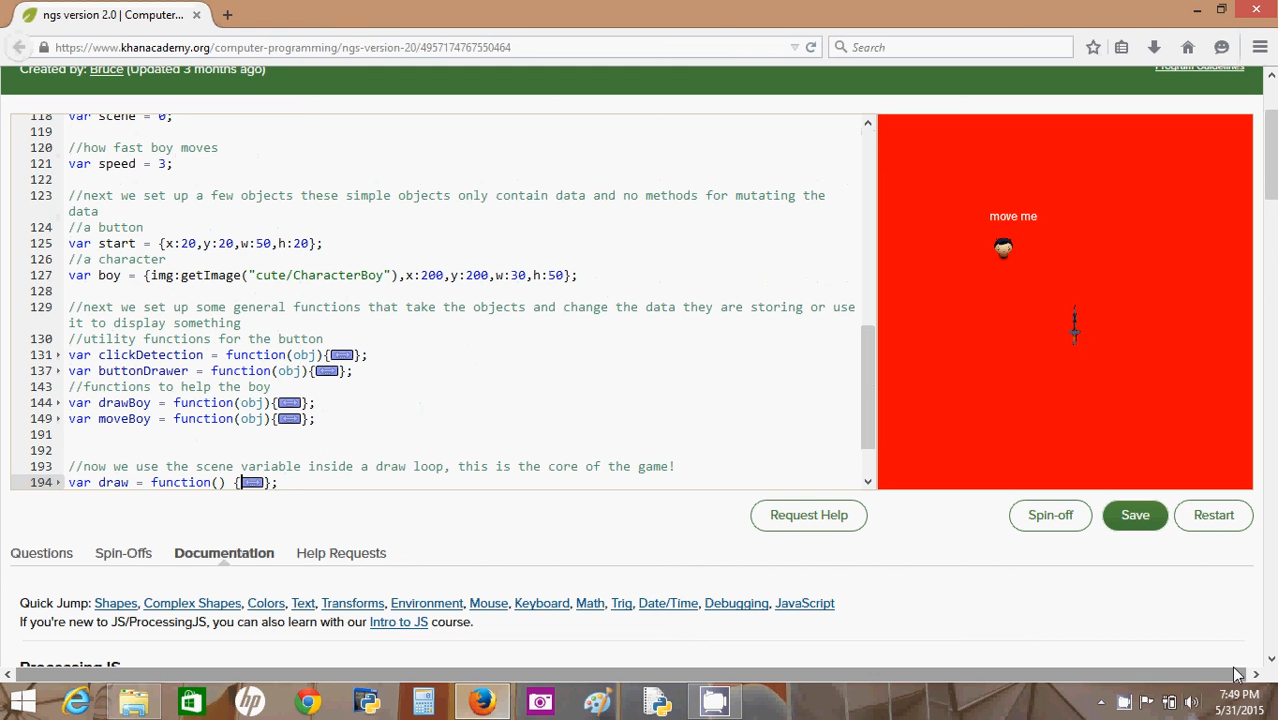 ngs version 2.0 | Computer...
https://www.khanacademy.org/computer-programming/ngs-version-20/4957174767550464
Search
Created by: Bruce (Updated 3 months ago)
Program Guidelines
118 var scene = 0;
119
120 //how fast boy moves
121 var speed = 3;
122
123 //next we set up a few objects these simple objects only contain data and no methods for mutating the
data
124 //a button
125 var start = {x:20,y:20,w:50,h:20};
126 //a character
127 var boy = {img:getImage("cute/CharacterBoy"),x:200,y:200,w:30,h:50};
128
129 //next we set up some general functions that take the objects and change the data they are storing or use
it to display something
130 //utility functions for the button
131 var clickDetection = function(obj){};
137 var buttonDrawer = function(obj){};
143 //functions to help the boy
144 var drawBoy = function(obj){};
149 var moveBoy = function(obj){};
191
192
193 //now we use the scene variable inside a draw loop, this is the core of the game!
194 var draw = function() {};
move me
Request Help
Spin-off
Save
Restart
Questions Spin-Offs Documentation Help Requests
Quick Jump: Shapes, Complex Shapes, Colors, Text, Transforms, Environment, Mouse, Keyboard, Math, Trig, Date/Time, Debugging, JavaScript
If you're new to JS/ProcessingJS, you can also learn with our Intro to JS course.
ProcessingJS
hp
7:49 PM
5/31/2015